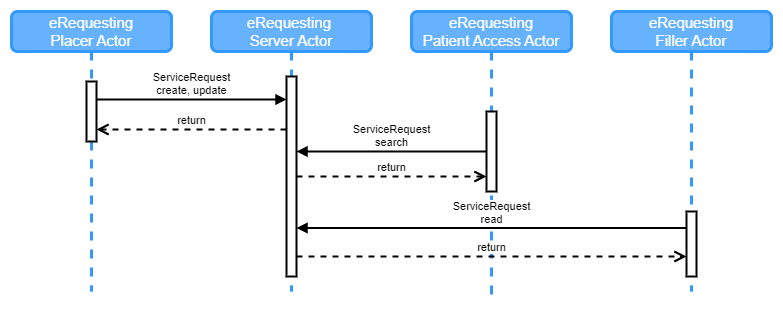 eRequesting
Placer Actor
eRequesting
Server Actor
eRequesting
Patient Access Actor
eRequesting
Filler Actor
ServiceRequest
create, update
return
ServiceRequest
search
return
ServiceRequest
read
return